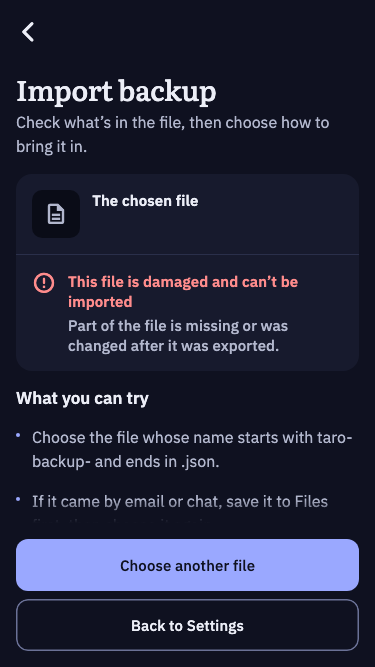 Import backup
Check what’s in the file, then choose how to
bring it in.
The chosen file
This file is damaged and can’t be
imported
Part of the file is missing or was
changed after it was exported.
What you can try
Choose the file whose name starts with taro-
backup- and ends in .json.
If it came by email or chat, save it to Files
Choose another file
Back to Settings